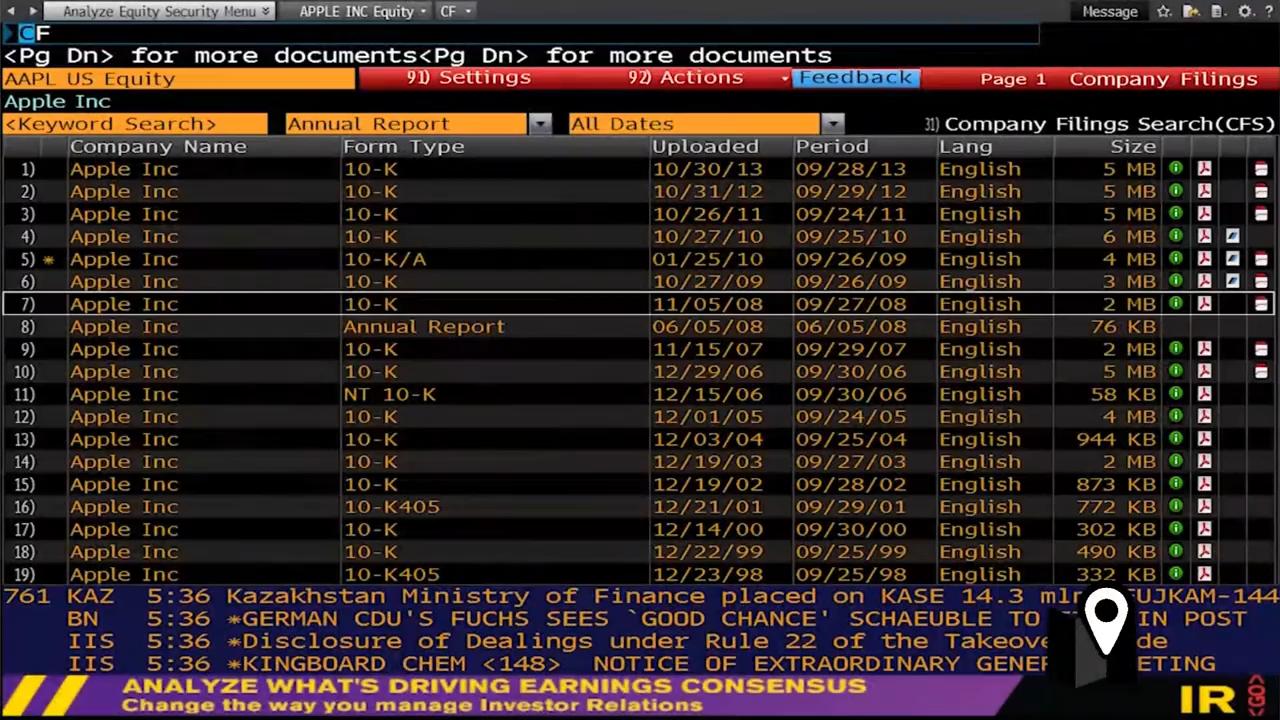 Analyze Equity Security Menu APPLE INC Equity CF Message
CF
<Pg Dn> for more documents<Pg Dn> for more documents
AAPL US Equity 91) Settings 92) Actions Feedback Page 1 Company Filings
Apple Inc
<Keyword Search> Annual Report All Dates 31) Company Filings Search(CFS)
Company Name Form Type Uploaded Period Lang Size
1) Apple Inc 10-K 10/30/13 09/28/13 English 5 MB
2) Apple Inc 10-K 10/31/12 09/29/12 English 5 MB
3) Apple Inc 10-K 10/26/11 09/24/11 English 5 MB
4) Apple Inc 10-K 10/27/10 09/25/10 English 6 MB
5) * Apple Inc 10-K/A 01/25/10 09/26/09 English 4 MB
6) Apple Inc 10-K 10/27/09 09/26/09 English 3 MB
7) Apple Inc 10-K 11/05/08 09/27/08 English 2 MB
8) Apple Inc Annual Report 06/05/08 06/05/08 English 76 KB
9) Apple Inc 10-K 11/15/07 09/29/07 English 2 MB
10) Apple Inc 10-K 12/29/06 09/30/06 English 5 MB
11) Apple Inc NT 10-K 12/15/06 09/30/06 English 58 KB
12) Apple Inc 10-K 12/01/05 09/24/05 English 4 MB
13) Apple Inc 10-K 12/03/04 09/25/04 English 944 KB
14) Apple Inc 10-K 12/19/03 09/27/03 English 2 MB
15) Apple Inc 10-K 12/19/02 09/28/02 English 873 KB
16) Apple Inc 10-K405 12/21/01 09/29/01 English 772 KB
17) Apple Inc 10-K 12/14/00 09/30/00 English 302 KB
18) Apple Inc 10-K 12/22/99 09/25/99 English 490 KB
19) Apple Inc 10-K405 12/23/98 09/25/98 English 332 KB
761 KAZ 5:36 Kazakhstan Ministry of Finance placed on KASE 14.3 mln
BN 5:36 *GERMAN CDU'S FUCHS SEES `GOOD CHANCE' SCHAEUBLE TO IN POST
IIS 5:36 *Disclosure of Dealings under Rule 22 of the
IIS 5:36 *KINGBOARD CHEM <148> NOTICE OF EXTRAORDINARY
ANALYZE WHAT'S DRIVING EARNINGS CONSENSUS
Change the way you manage Investor Relations
IR